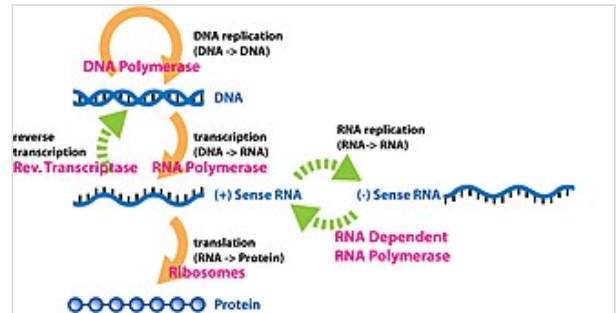 DNA replication
(DNA -> DNA)
DNA Polymerase
DNA
reverse
transcription
Rev. Transcriptase
transcription
(DNA -> RNA)
RNA Polymerase
RNA replication
(RNA-> RNA)
(+) Sense RNA
(-) Sense RNA
RNA Dependent
RNA Polymerase
translation
(RNA -> Protein)
Ribosomes
Protein